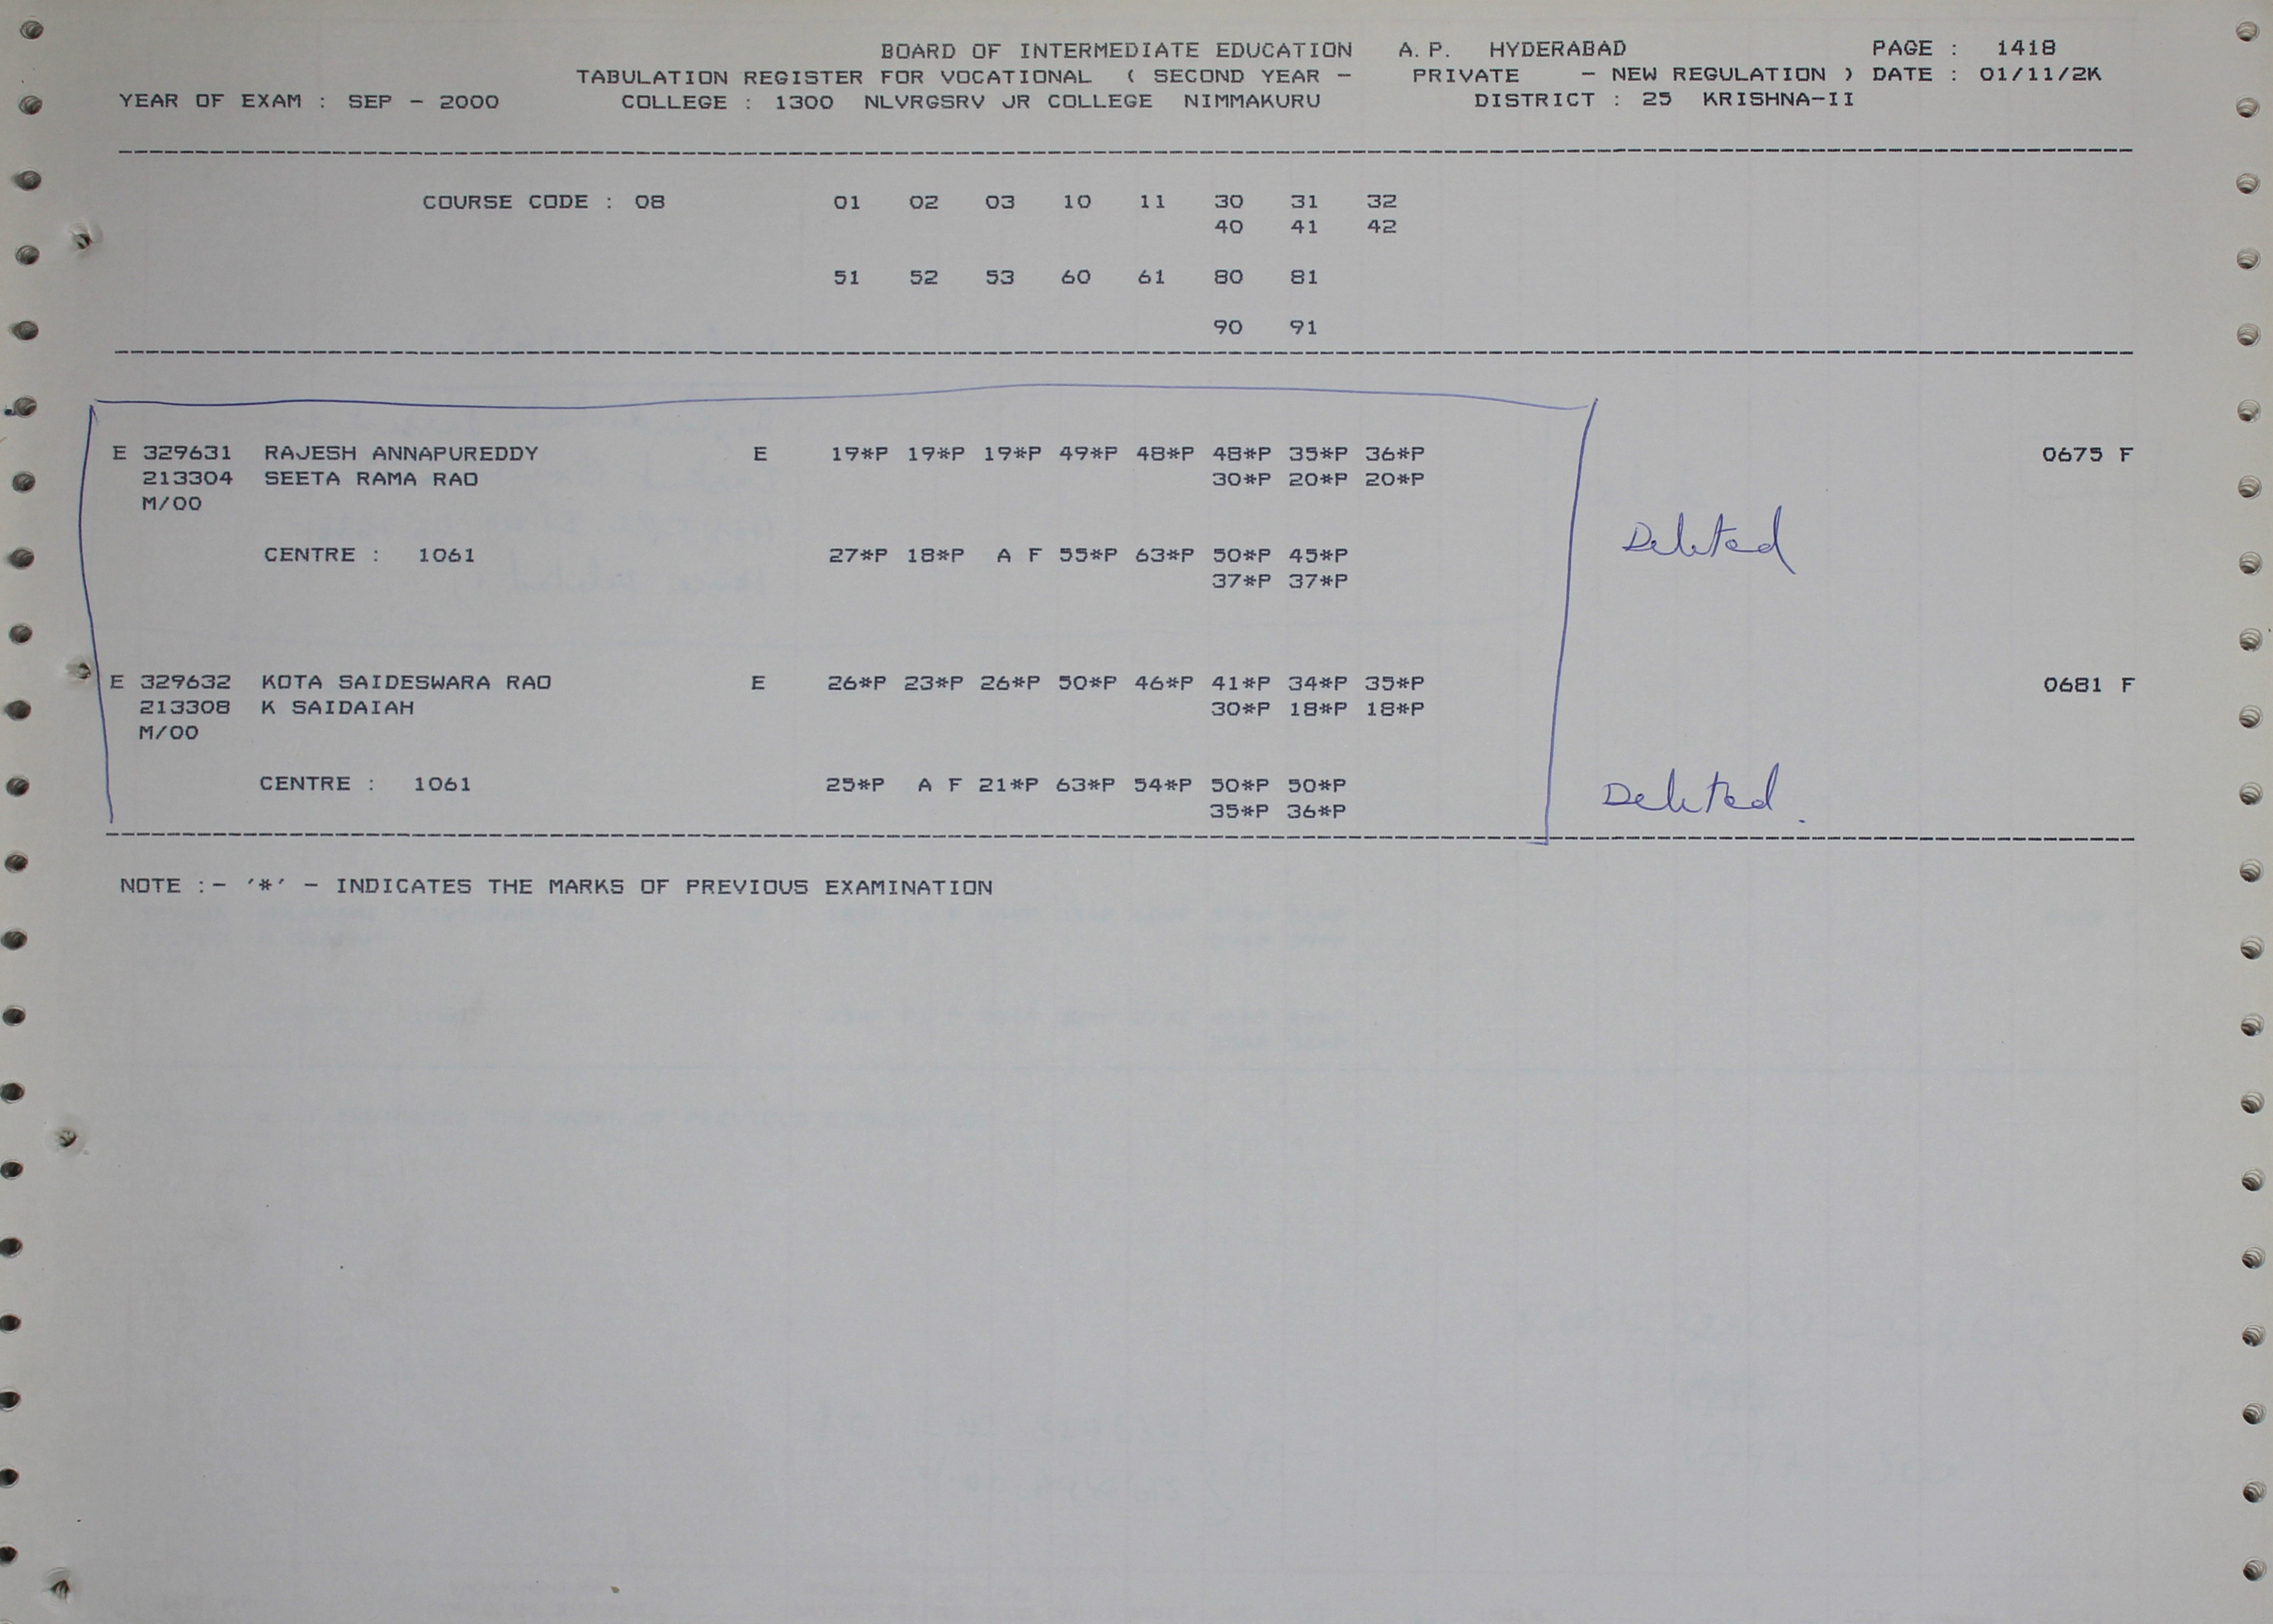 BOARD OF INTERMEDIATE EDUCATION A.P. HYDERABAD PAGE : 1418
TABULATION REGISTER FOR VOCATIONAL ( SECOND YEAR - PRIVATE - NEW REGULATION ) DATE : 01/11/2K
YEAR OF EXAM : SEP - 2000 COLLEGE : 1300 NLVRGSRV JR COLLEGE NIMMAKURU DISTRICT : 25 KRISHNA-II
COURSE CODE : 08 01 02 03 10 11 30 31 32
40 41 42
51 52 53 60 61 80 81
90 91
E 329631 RAJESH ANNAPUREDDY E 19*P 19*P 19*P 49*P 48*P 48*P 35*P 36*P 0675 F
213304 SEETA RAMA RAO 30*P 20*P 20*P
M/00
Deleted
CENTRE : 1061 27*P 18*P A F 55*P 63*P 50*P 45*P
37*P 37*P
E 329632 KOTA SAIDESWARA RAO E 26*P 23*P 26*P 50*P 46*P 41*P 34*P 35*P 0681 F
213308 K SAIDAIAH 30*P 18*P 18*P
M/00
CENTRE : 1061 25*P A F 21*P 63*P 54*P 50*P 50*P
Deleted.
35*P 36*P
NOTE :- '*' - INDICATES THE MARKS OF PREVIOUS EXAMINATION